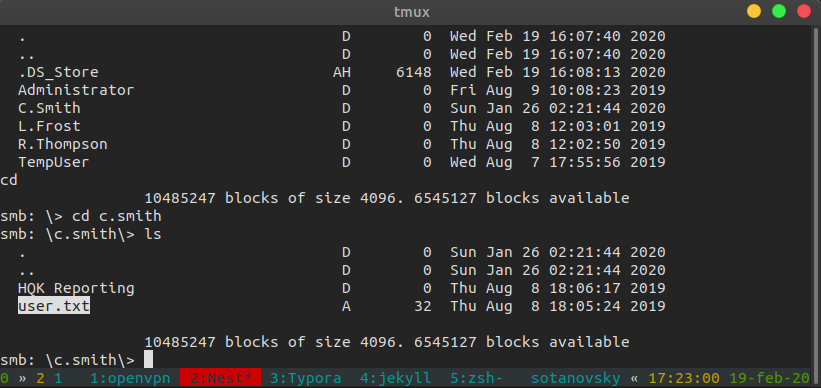 tmux
. D 0 Wed Feb 19 16:07:40 2020
.. D 0 Wed Feb 19 16:07:40 2020
.DS_Store AH 6148 Wed Feb 19 16:08:13 2020
Administrator D 0 Fri Aug 9 10:08:23 2019
C.Smith D 0 Sun Jan 26 02:21:44 2020
L.Frost D 0 Thu Aug 8 12:03:01 2019
R.Thompson D 0 Thu Aug 8 12:02:50 2019
TempUser D 0 Wed Aug 7 17:55:56 2019
cd
10485247 blocks of size 4096. 6545127 blocks available
smb: \> cd c.smith
smb: \c.smith\> ls
. D 0 Sun Jan 26 02:21:44 2020
.. D 0 Sun Jan 26 02:21:44 2020
HQK Reporting D 0 Thu Aug 8 18:06:17 2019
user.txt A 32 Thu Aug 8 18:05:24 2019
10485247 blocks of size 4096. 6545127 blocks available
smb: \c.smith\>
0 » 2 1 1:openvpn 2:Nest* 3:Typora 4:jekyll 5:zsh- sotanovsky « 17:23:00 19-feb-20